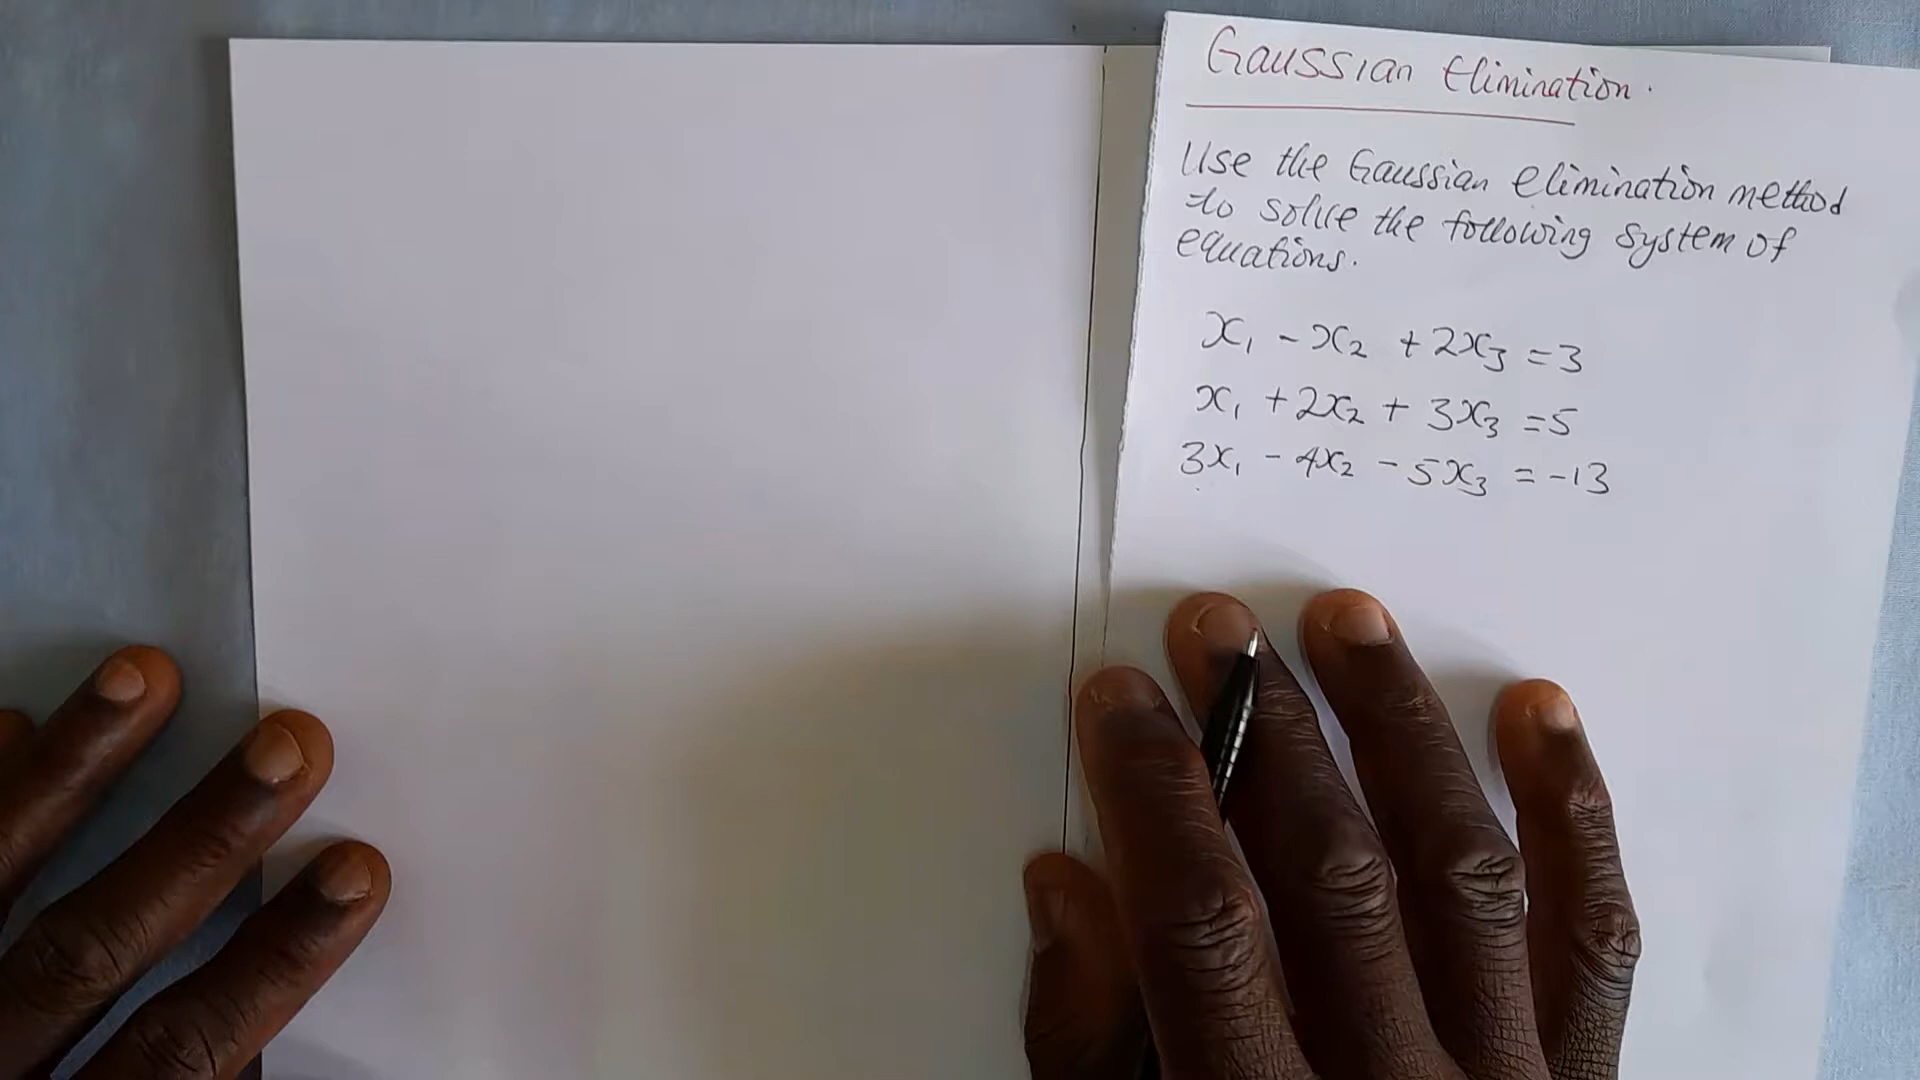 Gaussian Elimination.
Use the Gaussian elimination method
to solve the following system of
equations.
x₁ - x₂ + 2x₃ = 3
x₁ + 2x₂ + 3x₃ = 5
3x₁ - 4x₂ - 5x₃ = -13